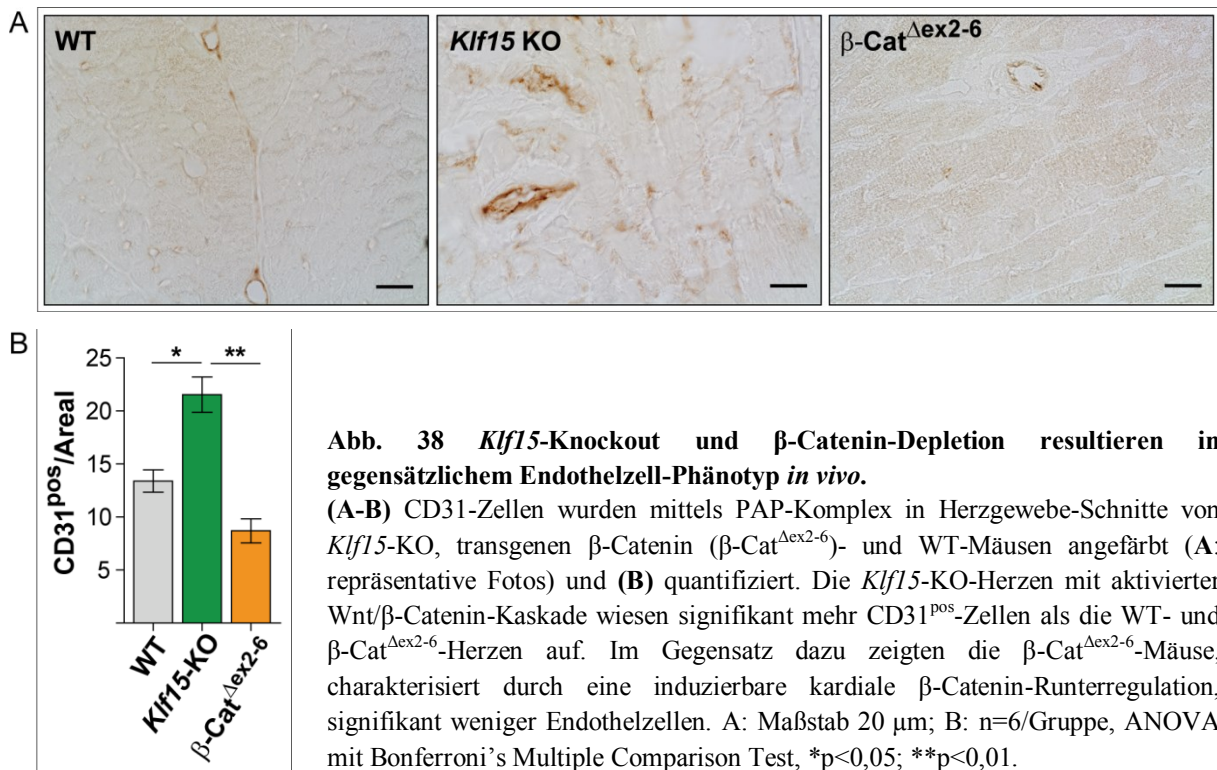 A
WT
Klf15 KO
β-Cat^Δex2-6
B
* **
25
20
15
10
5
CD31^pos/Areal
WT
Klf15-KO
β-Cat^Δex2-6
Abb. 38 Klf15-Knockout und β-Catenin-Depletion resultieren in
gegensätzlichem Endothelzell-Phänotyp in vivo.
(A-B) CD31-Zellen wurden mittels PAP-Komplex in Herzgewebe-Schnitte von
Klf15-KO, transgenen β-Catenin (β-Cat^Δex2-6)- und WT-Mäusen angefärbt (A:
repräsentative Fotos) und (B) quantifiziert. Die Klf15-KO-Herzen mit aktivierter
Wnt/β-Catenin-Kaskade wiesen signifikant mehr CD31^pos-Zellen als die WT- und
β-Cat^Δex2-6-Herzen auf. Im Gegensatz dazu zeigten die β-Cat^Δex2-6-Mäuse,
charakterisiert durch eine induzierbare kardiale β-Catenin-Runterregulation,
signifikant weniger Endothelzellen. A: Maßstab 20 µm; B: n=6/Gruppe, ANOVA
mit Bonferroni's Multiple Comparison Test, *p<0,05; **p<0,01.